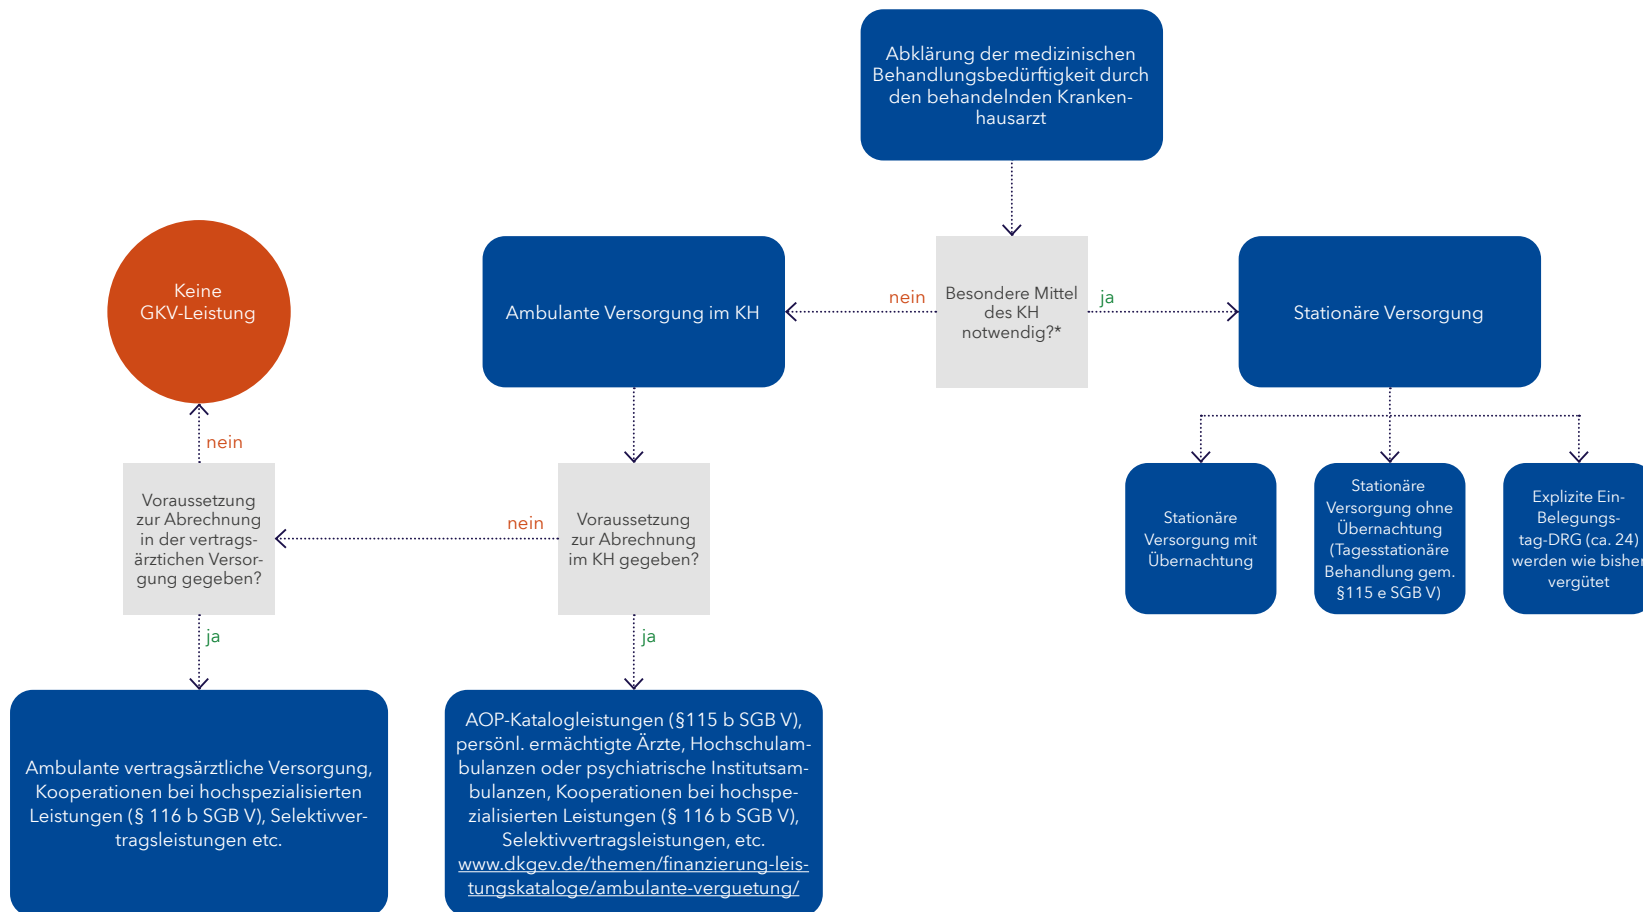 Abklärung der medizinischen
Behandlungsbedürftigkeit durch
den behandelnden Kranken-
hausarzt
Keine
GKV-Leistung
Ambulante Versorgung im KH
nein
Besondere Mittel
des KH
notwendig?*
ja
Stationäre Versorgung
nein
Voraussetzung
zur Abrechnung
in der vertrags-
ärztlichen Versor-
gung gegeben?
nein
Voraussetzung
zur Abrechnung
im KH gegeben?
Stationäre
Versorgung mit
Übernachtung
Stationäre
Versorgung ohne
Übernachtung
(Tagesstationäre
Behandlung gem.
§115 e SGB V)
Explizite Ein-
Belegungs-
tag-DRG (ca. 24)
werden wie bisher
vergütet
ja
ja
Ambulante vertragsärztliche Versorgung,
Kooperationen bei hochspezialisierten
Leistungen (§ 116 b SGB V), Selektivver-
tragsleistungen etc.
AOP-Katalogleistungen (§115 b SGB V),
persönl. ermächtigte Ärzte, Hochschulam-
bulanzen oder psychiatrische Institutsam-
bulanzen, Kooperationen bei hochspe-
zialisierten Leistungen (§ 116 b SGB V),
Selektivvertragsleistungen, etc.
www.dkgev.de/themen/finanzierung-leis-
tungskataloge/ambulante-verguetung/